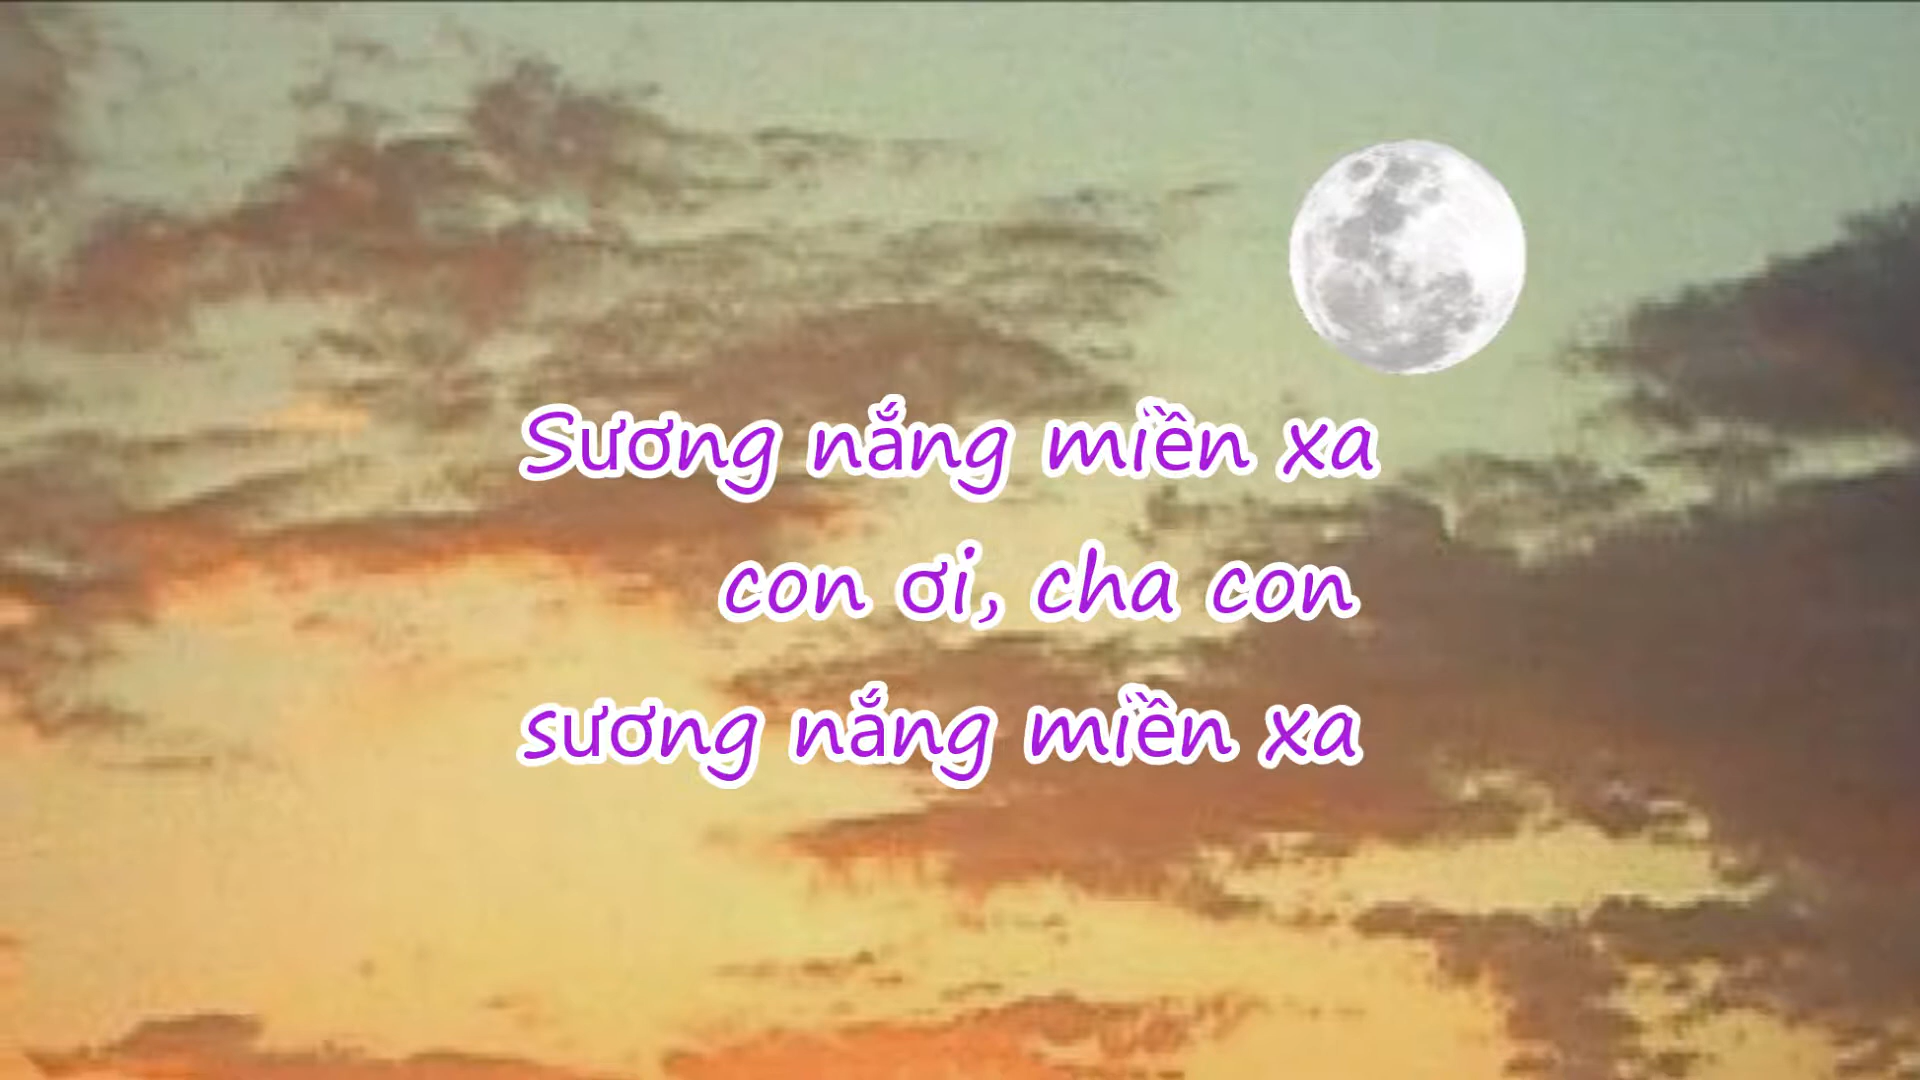 Sương nắng miền xa
con ơi, cha con
sương nắng miền xa